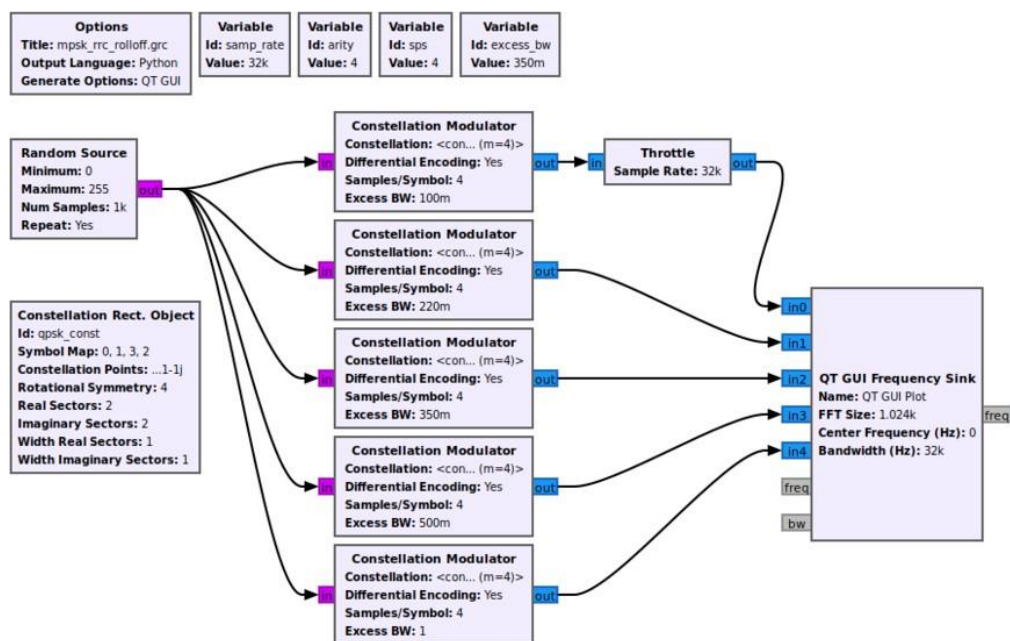 Options
Title: mpsk_rrc_rolloff.grc
Output Language: Python
Generate Options: QT GUI
Variable
Id: samp_rate
Value: 32k
Variable
Id: arity
Value: 4
Variable
Id: sps
Value: 4
Variable
Id: excess_bw
Value: 350m
Random Source
Minimum: 0
Maximum: 255
Num Samples: 1k
Repeat: Yes
out
Constellation Rect. Object
Id: qpsk_const
Symbol Map: 0, 1, 3, 2
Constellation Points: ...1-1j
Rotational Symmetry: 4
Real Sectors: 2
Imaginary Sectors: 2
Width Real Sectors: 1
Width Imaginary Sectors: 1
Constellation Modulator
Constellation: <con... (m=4)>
Differential Encoding: Yes
Samples/Symbol: 4
Excess BW: 100m
in
out
Constellation Modulator
Constellation: <con... (m=4)>
Differential Encoding: Yes
Samples/Symbol: 4
Excess BW: 220m
in
out
Constellation Modulator
Constellation: <con... (m=4)>
Differential Encoding: Yes
Samples/Symbol: 4
Excess BW: 350m
in
out
Constellation Modulator
Constellation: <con... (m=4)>
Differential Encoding: Yes
Samples/Symbol: 4
Excess BW: 500m
in
out
Constellation Modulator
Constellation: <con... (m=4)>
Differential Encoding: Yes
Samples/Symbol: 4
Excess BW: 1
in
out
in
Throttle
Sample Rate: 32k
out
in0
in1
in2
in3
in4
freq
bw
QT GUI Frequency Sink
Name: QT GUI Plot
FFT Size: 1.024k
Center Frequency (Hz): 0
Bandwidth (Hz): 32k
freq